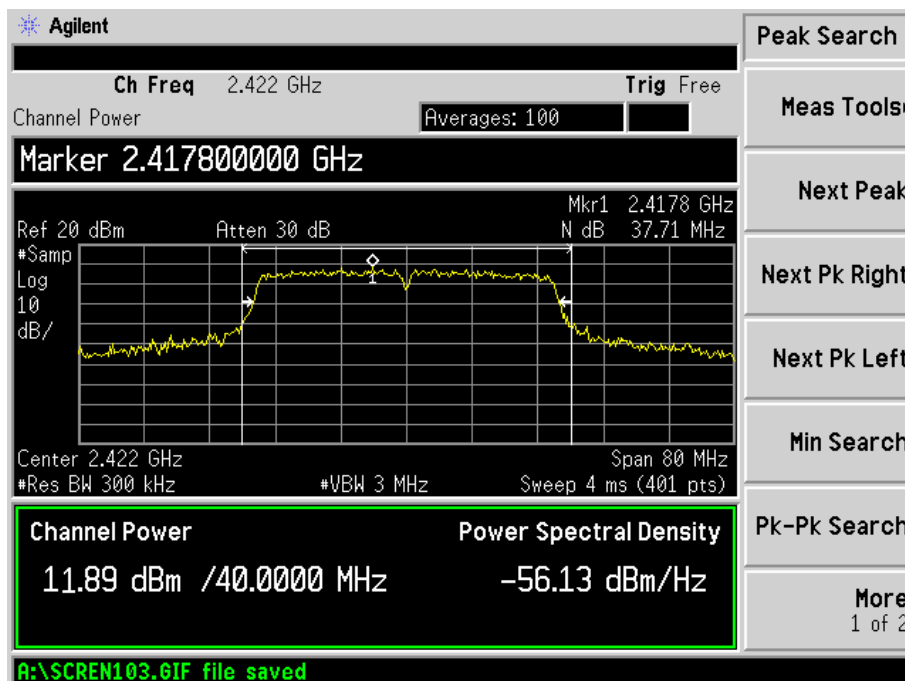 Agilent
Ch Freq 2.422 GHz Trig Free
Channel Power Averages: 100
Marker 2.417800000 GHz
Mkr1 2.4178 GHz
Ref 20 dBm Atten 30 dB N dB 37.71 MHz
#Samp
Log
10
dB/
1
Center 2.422 GHz Span 80 MHz
#Res BW 300 kHz #VBW 3 MHz Sweep 4 ms (401 pts)
Channel Power Power Spectral Density
11.89 dBm /40.0000 MHz -56.13 dBm/Hz
A:\SCREN103.GIF file saved
Peak Search
Meas Tools
Next Peak
Next Pk Right
Next Pk Left
Min Search
Pk-Pk Search
More
1 of 2